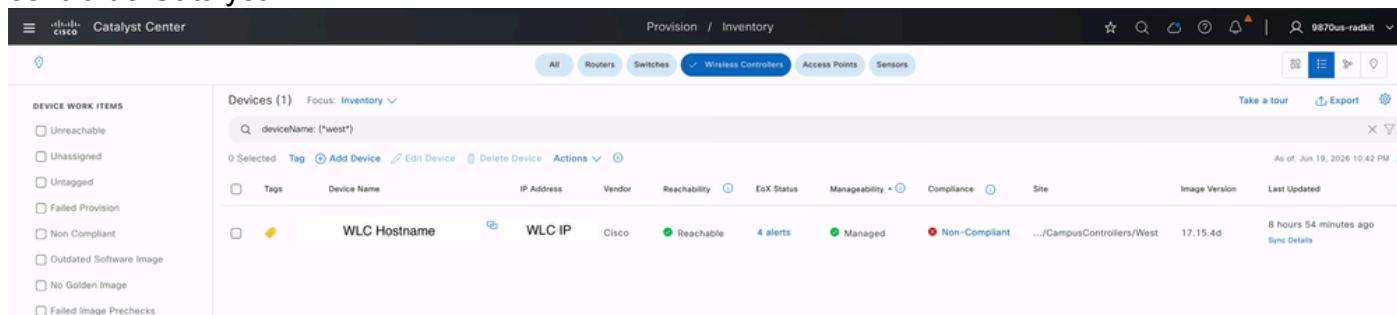 cisco Catalyst Center
Provision / Inventory
9870us-radkit
All Routers Switches Wireless Controllers Access Points Sensors
DEVICE WORK ITEMS
Unreachable
Unassigned
Untagged
Failed Provision
Non Compliant
Outdated Software Image
No Golden Image
Failed Image Prechecks
Devices (1) Focus: Inventory
Take a tour Export
deviceName: (*west*)
0 Selected Tag Add Device Edit Device Delete Device Actions
As of: Jun 19, 2026 10:42 PM
Tags Device Name IP Address Vendor Reachability EoX Status Manageability Compliance Site Image Version Last Updated
WLC Hostname WLC IP Cisco Reachable 4 alerts Managed Non-Compliant .../CampusControllers/West 17.15.4d 8 hours 54 minutes ago
Sync Details